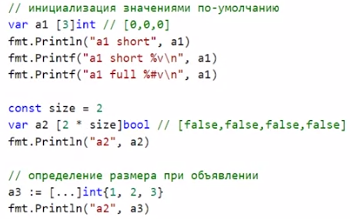 // инициализация значениями по-умолчанию
var a1 [3]int // [0,0,0]
fmt.Println("a1 short", a1)
fmt.Printf("a1 short %v\n", a1)
fmt.Printf("a1 full %#v\n", a1)

const size = 2
var a2 [2 * size]bool // [false,false,false,false]
fmt.Println("a2", a2)

// определение размера при объявлении
a3 := [...]int{1, 2, 3}
fmt.Println("a2", a3)